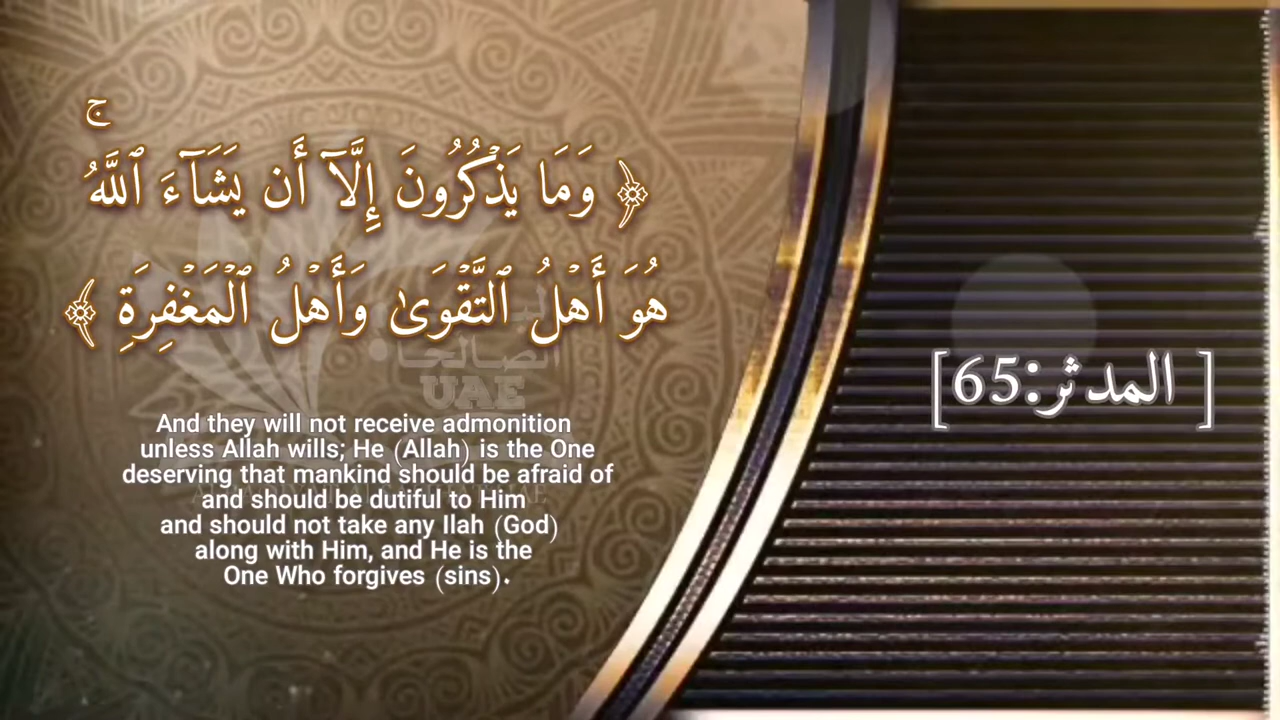 ﴿ وَمَا يَذْكُرُونَ إِلَّآ أَن يَشَآءَ ٱللَّهُ ۚ
هُوَ أَهْلُ ٱلتَّقْوَىٰ وَأَهْلُ ٱلْمَغْفِرَةِ ﴾
[ المدثر:65]
UAE
And they will not receive admonition
unless Allah wills; He (Allah) is the One
deserving that mankind should be afraid of
and should be dutiful to Him
and should not take any Ilah (God)
along with Him, and He is the
One Who forgives (sins).